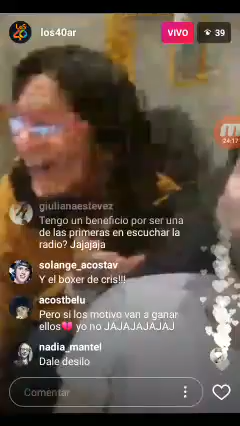 los40ar
VIVO
39
24:17
giulianaestevez
Tengo un beneficio por ser una
de las primeras en escuchar la
radio? Jajajaja
solange_acostav
Y el boxer de cris!!!
acostbelu
Pero si los motivo van a ganar
ellos💔 yo no JAJAJAJAJAJ
nadia_mantel
Dale desilo
Comentar